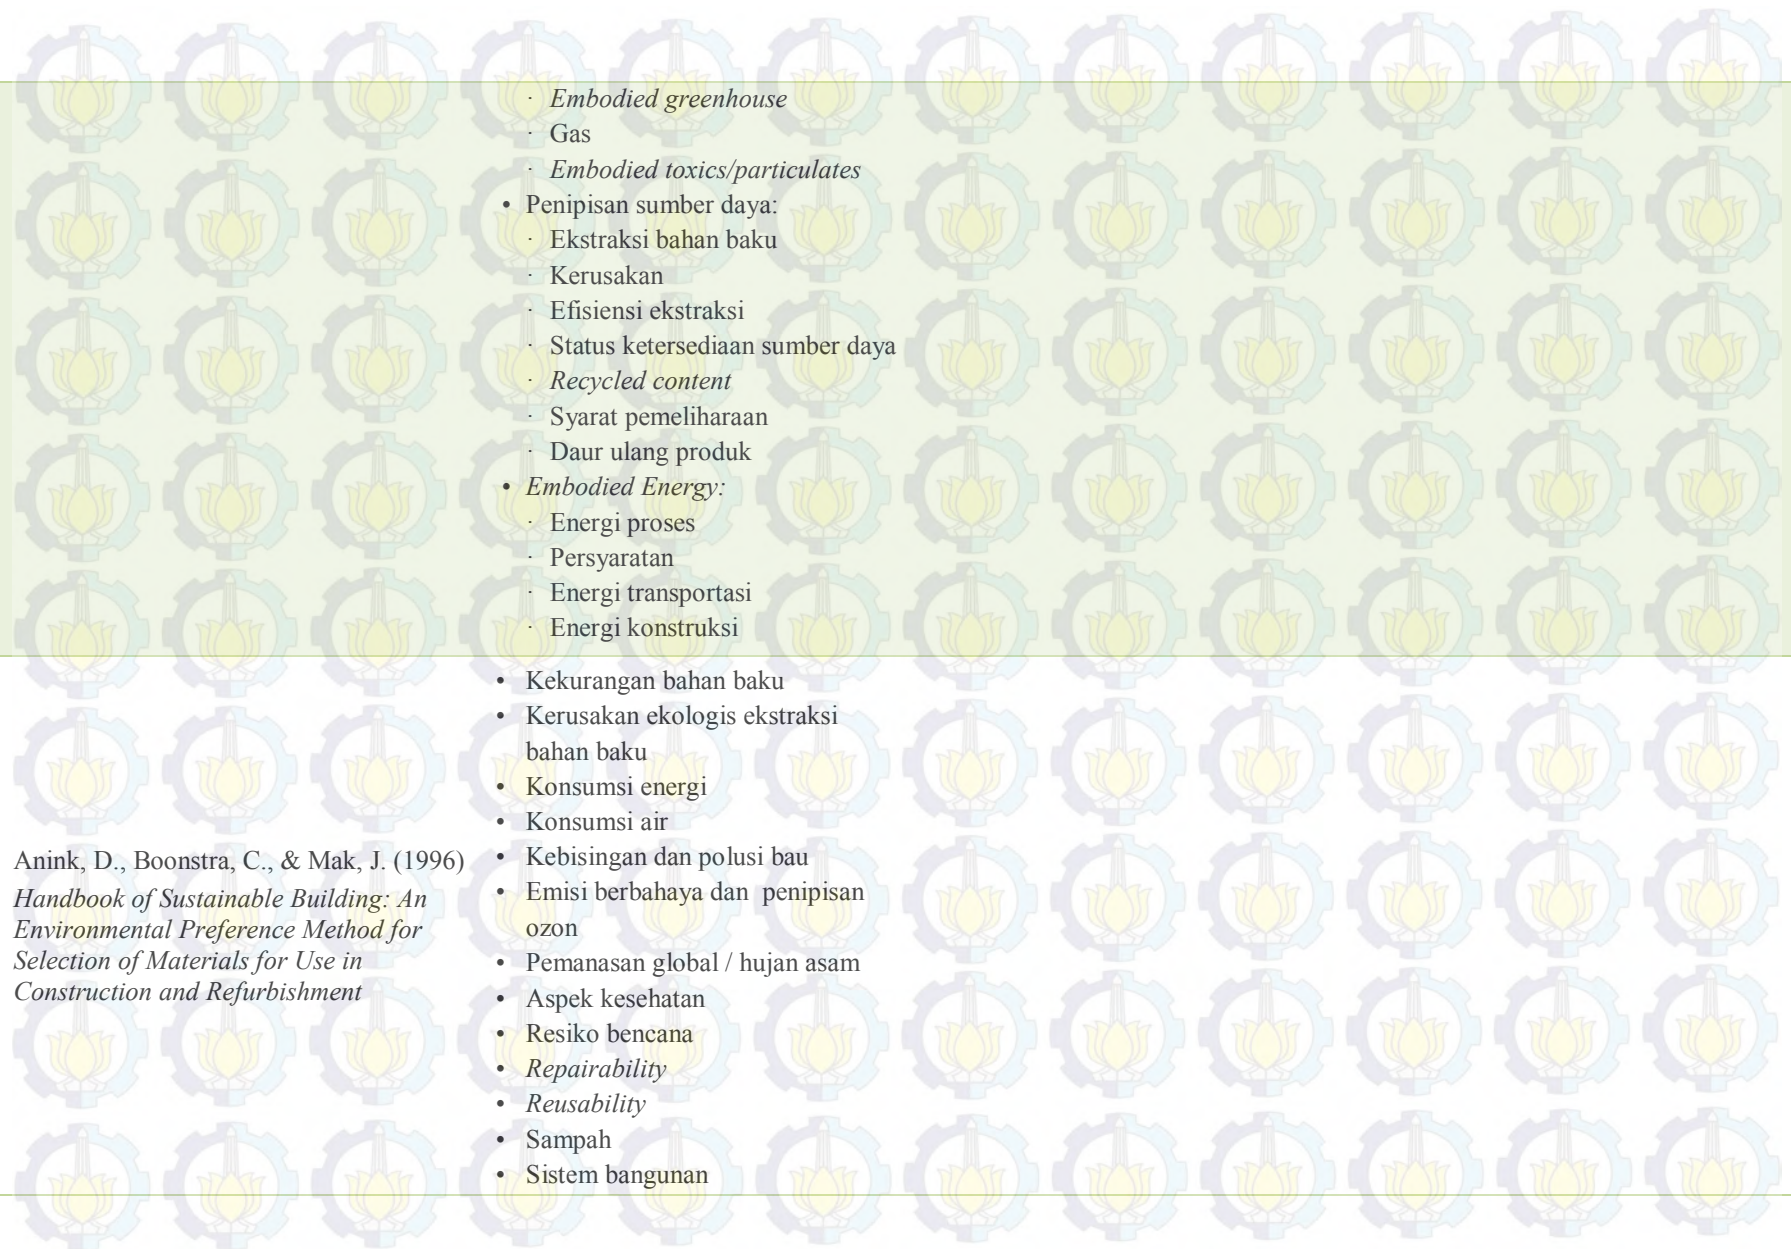 · Embodied greenhouse
· Gas
· Embodied toxics/particulates
• Penipisan sumber daya:
· Ekstraksi bahan baku
· Kerusakan
· Efisiensi ekstraksi
· Status ketersediaan sumber daya
· Recycled content
· Syarat pemeliharaan
· Daur ulang produk
• Embodied Energy:
· Energi proses
· Persyaratan
· Energi transportasi
· Energi konstruksi
Anink, D., Boonstra, C., & Mak, J. (1996)
Handbook of Sustainable Building: An
Environmental Preference Method for
Selection of Materials for Use in
Construction and Refurbishment
• Kekurangan bahan baku
• Kerusakan ekologis ekstraksi
bahan baku
• Konsumsi energi
• Konsumsi air
• Kebisingan dan polusi bau
• Emisi berbahaya dan  penipisan
ozon
• Pemanasan global / hujan asam
• Aspek kesehatan
• Resiko bencana
• Repairability
• Reusability
• Sampah
• Sistem bangunan